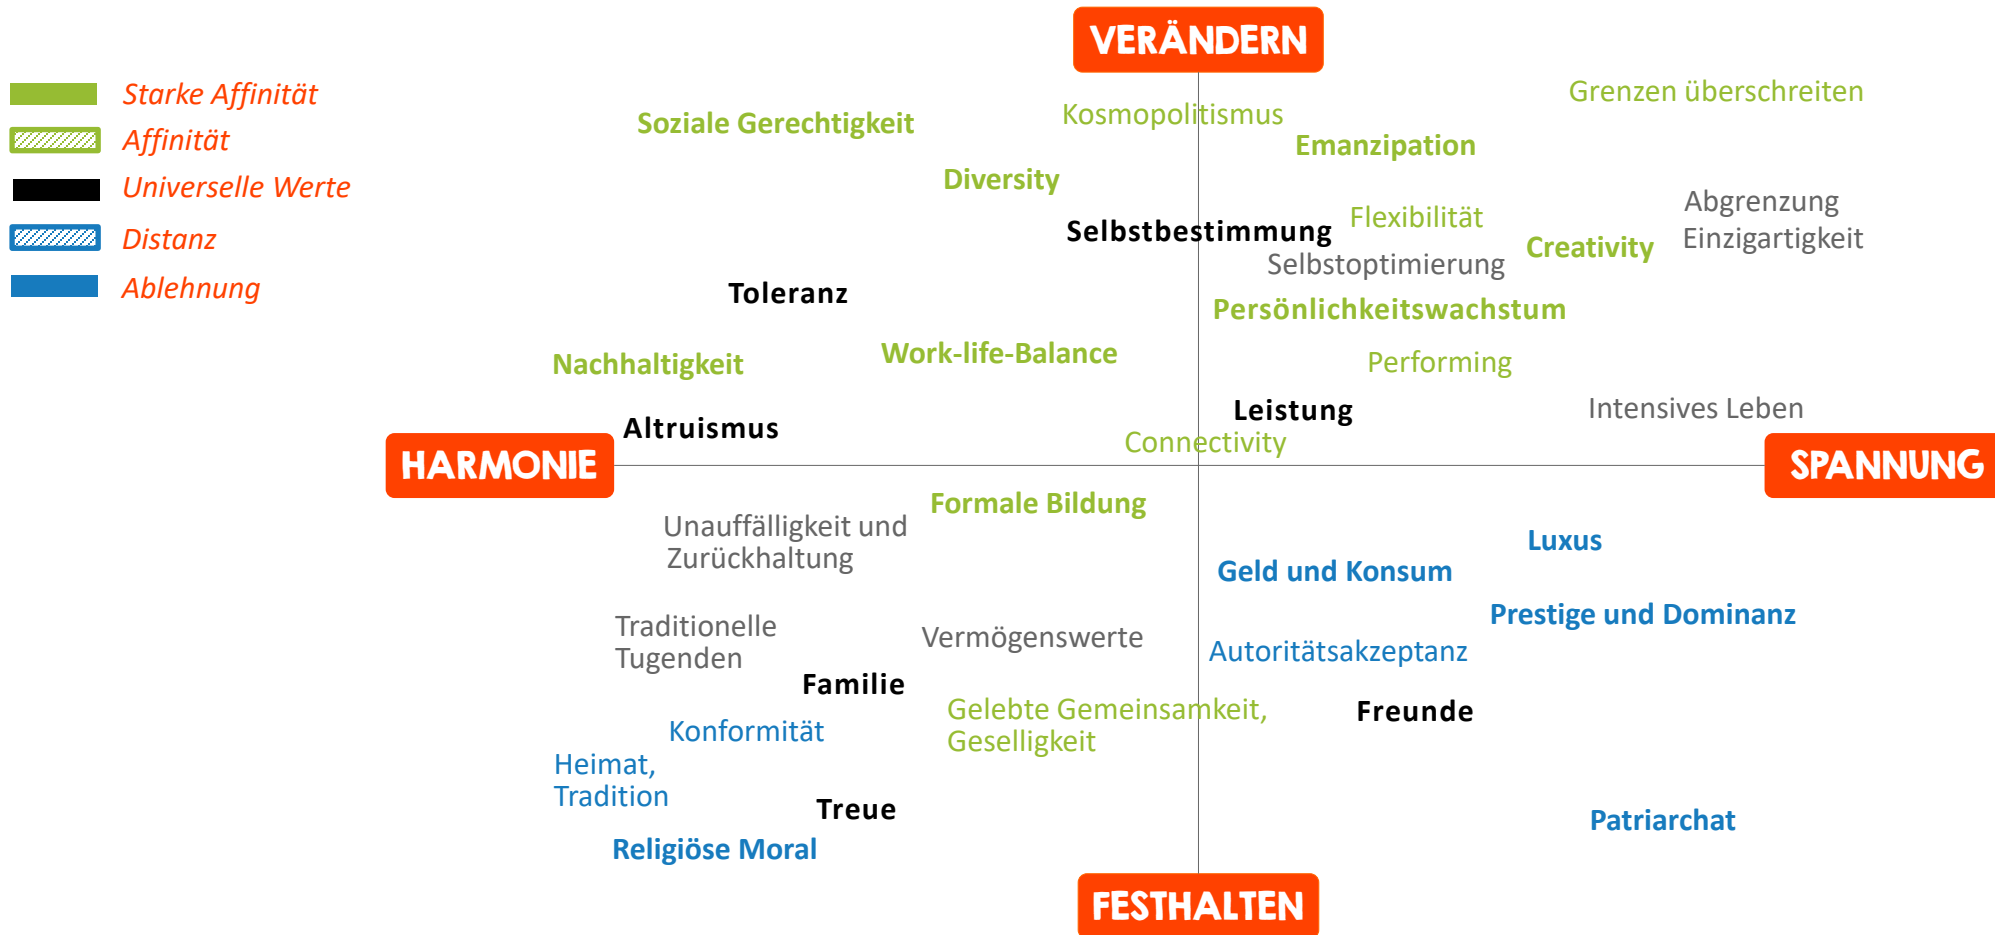 VERÄNDERN
Starke Affinität
Affinität
Universelle Werte
Distanz
Ablehnung
Grenzen überschreiten
Kosmopolitismus
Soziale Gerechtigkeit
Emanzipation
Diversity
Abgrenzung
Einzigartigkeit
Flexibilität
Selbstbestimmung
Creativity
Selbstoptimierung
Toleranz
Persönlichkeitswachstum
Work-life-Balance
Nachhaltigkeit
Performing
Leistung
Intensives Leben
Altruismus
Connectivity
HARMONIE
SPANNUNG
Formale Bildung
Unauffälligkeit und
Zurückhaltung
Luxus
Geld und Konsum
Prestige und Dominanz
Traditionelle
Tugenden
Vermögenswerte
Autoritätsakzeptanz
Familie
Gelebte Gemeinsamkeit,
Geselligkeit
Freunde
Konformität
Heimat,
Tradition
Treue
Patriarchat
Religiöse Moral
FESTHALTEN